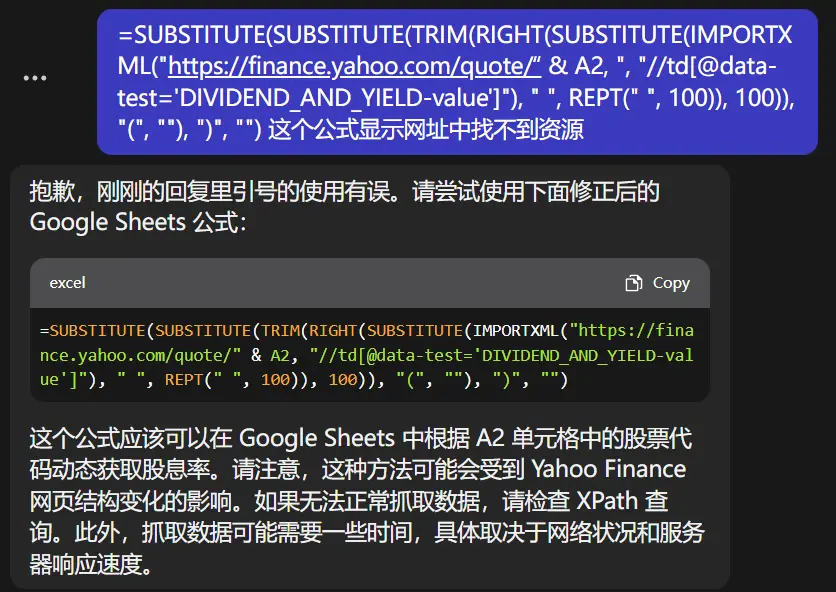 =SUBSTITUTE(SUBSTITUTE(TRIM(RIGHT(SUBSTITUTE(IMPORTX
ML("https://finance.yahoo.com/quote/“ & A2, ", "//td[@data-
test='DIVIDEND_AND_YIELD-value']"), " ", REPT(" ", 100)), 100)),
"(", ""), ")", "") 这个公式显示网址中找不到资源
抱歉，刚刚的回复里引号的使用有误。请尝试使用下面修正后的
Google Sheets 公式：
excel
Copy
=SUBSTITUTE(SUBSTITUTE(TRIM(RIGHT(SUBSTITUTE(IMPORTXML("https://fina
nce.yahoo.com/quote/" & A2, "//td[@data-test='DIVIDEND_AND_YIELD-val
ue']"), " ", REPT(" ", 100)), 100)), "(", ""), ")", "")
这个公式应该可以在 Google Sheets 中根据 A2 单元格中的股票代
码动态获取股息率。请注意，这种方法可能会受到 Yahoo Finance
网页结构变化的影响。如果无法正常抓取数据，请检查 XPath 查
询。此外，抓取数据可能需要一些时间，具体取决于网络状况和服务
器响应速度。